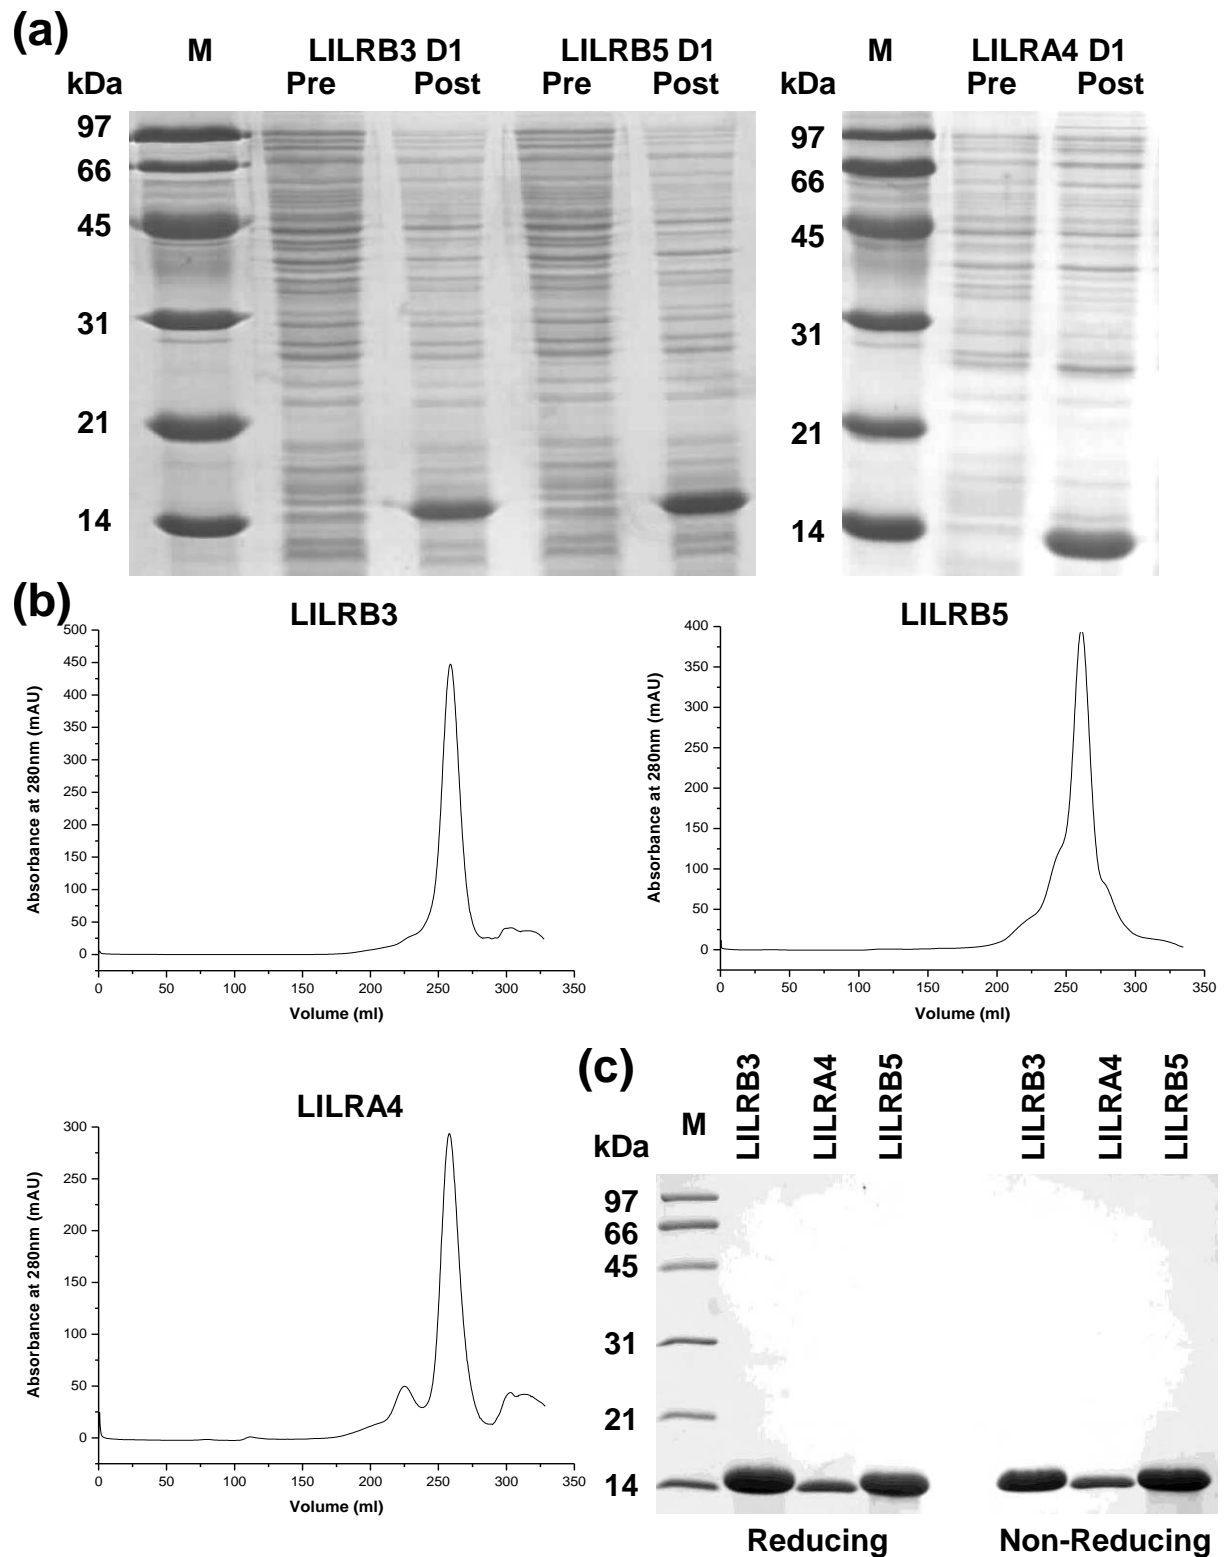 (a)
M LILRB3 D1 LILRB5 D1 M LILRA4 D1
kDa Pre Post Pre Post kDa Pre Post
97 97
66 66
45 45
31 31
21 21
14 14
(b)
LILRB3
500
450
400
350
300
250
200
150
100
50
0
Absorbance at 280nm (mAU)
0 50 100 150 200 250 300 350
Volume (ml)
LILRB5
400
350
300
250
200
150
100
50
0
Absorbance at 280nm (mAU)
0 50 100 150 200 250 300 350
Volume (ml)
LILRA4
300
250
200
150
100
50
0
Absorbance at 280nm (mAU)
0 50 100 150 200 250 300 350
Volume (ml)
(c)
M LILRB3 LILRA4 LILRB5 LILRB3 LILRA4 LILRB5
kDa
97
66
45
31
21
14
Reducing Non-Reducing